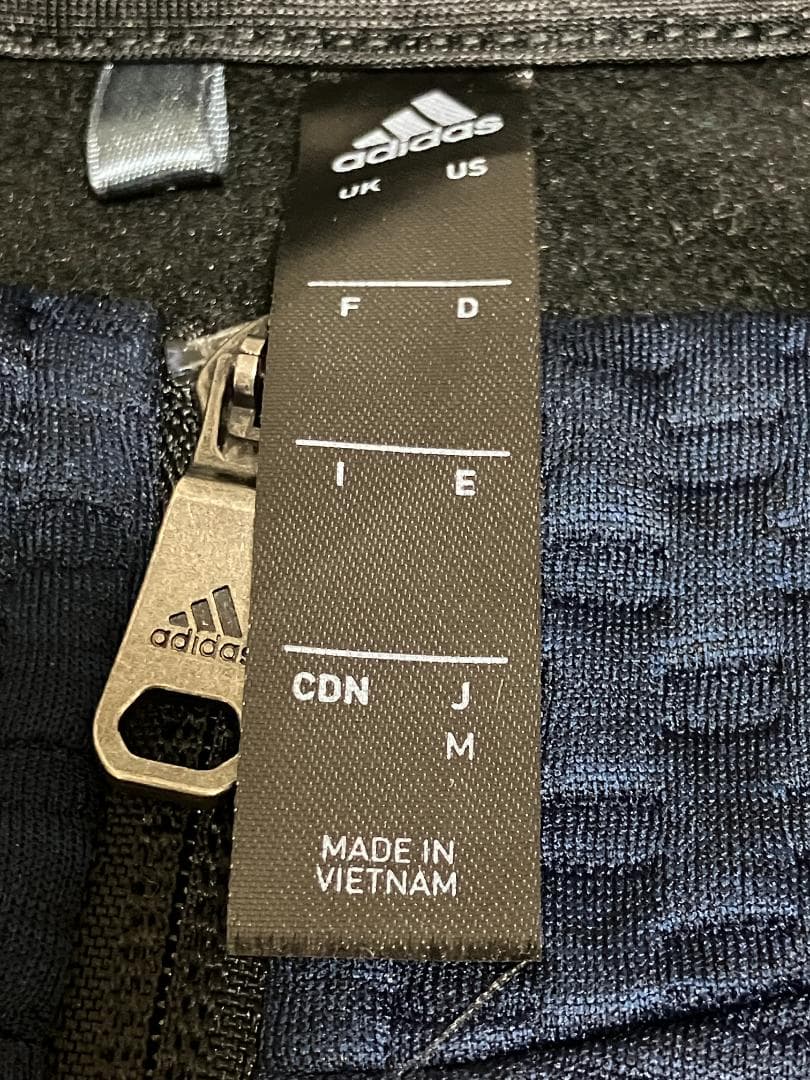 adidas
UK US
F D
I E
adidas
CDN J
M
MADE IN
VIETNAM